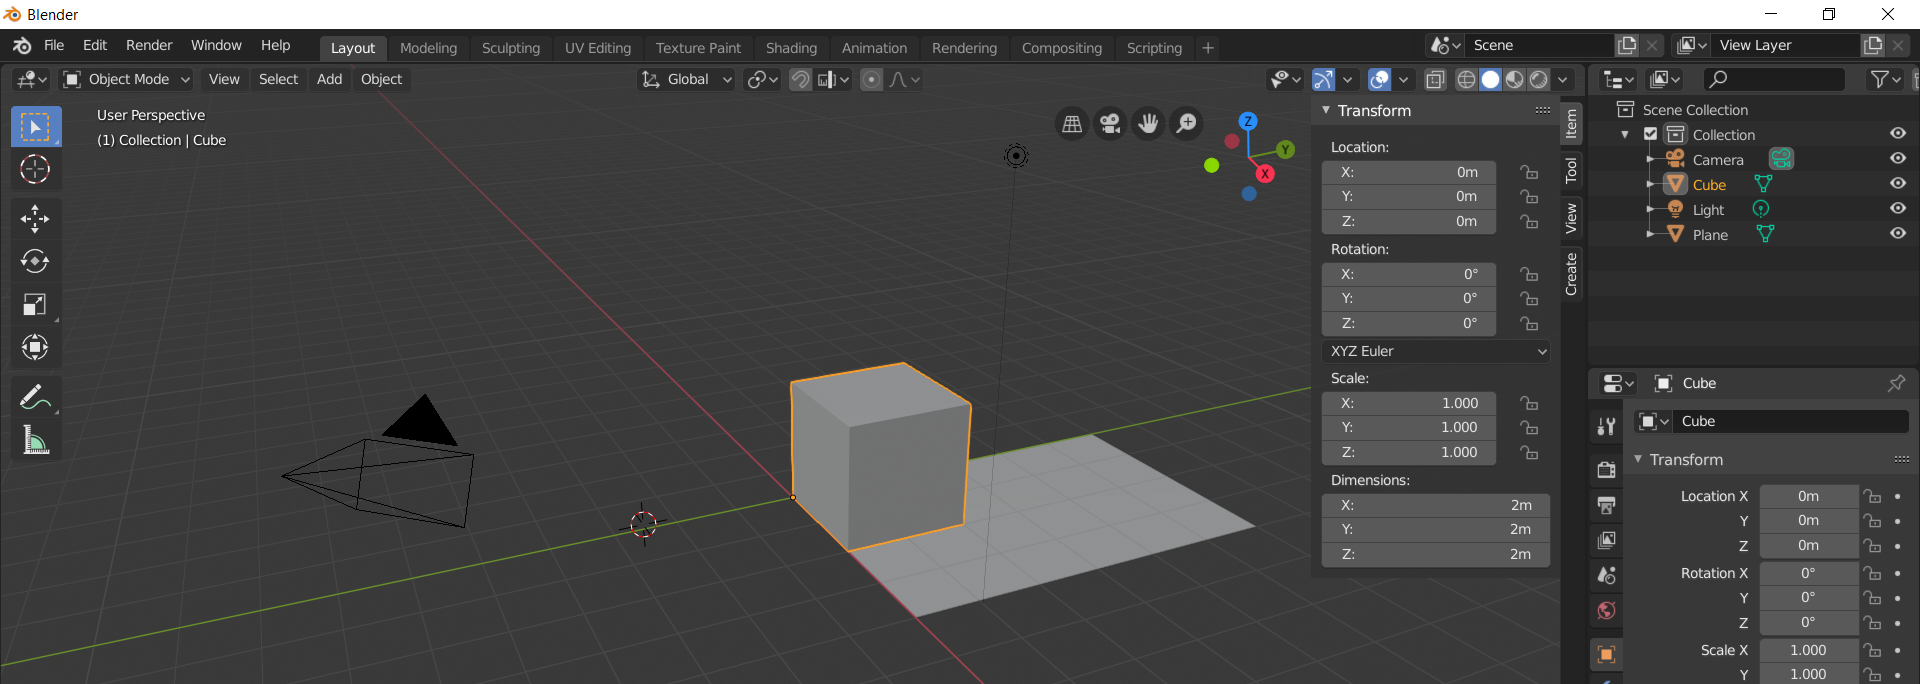 Blender
File Edit Render Window Help Layout Modeling Sculpting UV Editing Texture Paint Shading Animation Rendering Compositing Scripting + Scene View Layer
Object Mode View Select Add Object Global
User Perspective
(1) Collection | Cube
Z
Y
X
Transform
Location:
X: 0m
Y: 0m
Z: 0m
Rotation:
X: 0°
Y: 0°
Z: 0°
XYZ Euler
Scale:
X: 1.000
Y: 1.000
Z: 1.000
Dimensions:
X: 2m
Y: 2m
Z: 2m
Item
Tool
View
Create
Scene Collection
Collection
Camera
Cube
Light
Plane
Cube
Cube
Transform
Location X 0m
Y 0m
Z 0m
Rotation X 0°
Y 0°
Z 0°
Scale X 1.000
Y 1.000